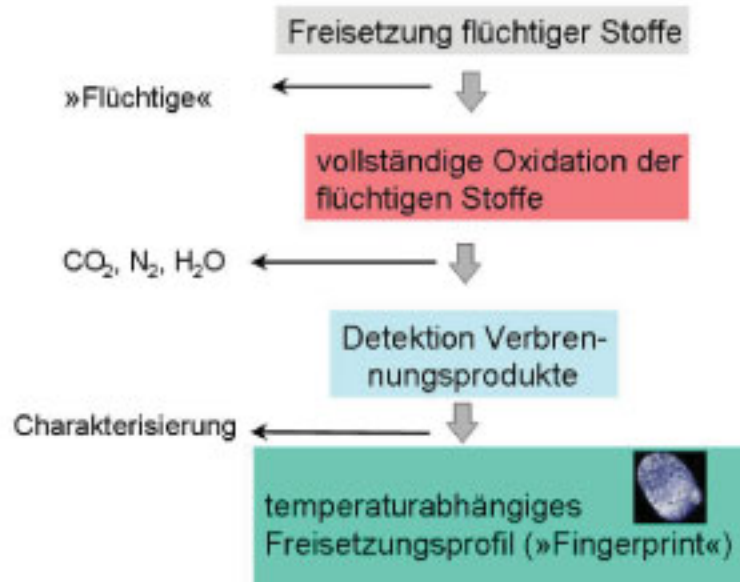 Freisetzung flüchtiger Stoffe
»Flüchtige«
vollständige Oxidation der
flüchtigen Stoffe
CO₂, N₂, H₂O
Detektion Verbren-
nungsprodukte
Charakterisierung
temperaturabhängiges
Freisetzungsprofil (»Fingerprint«)